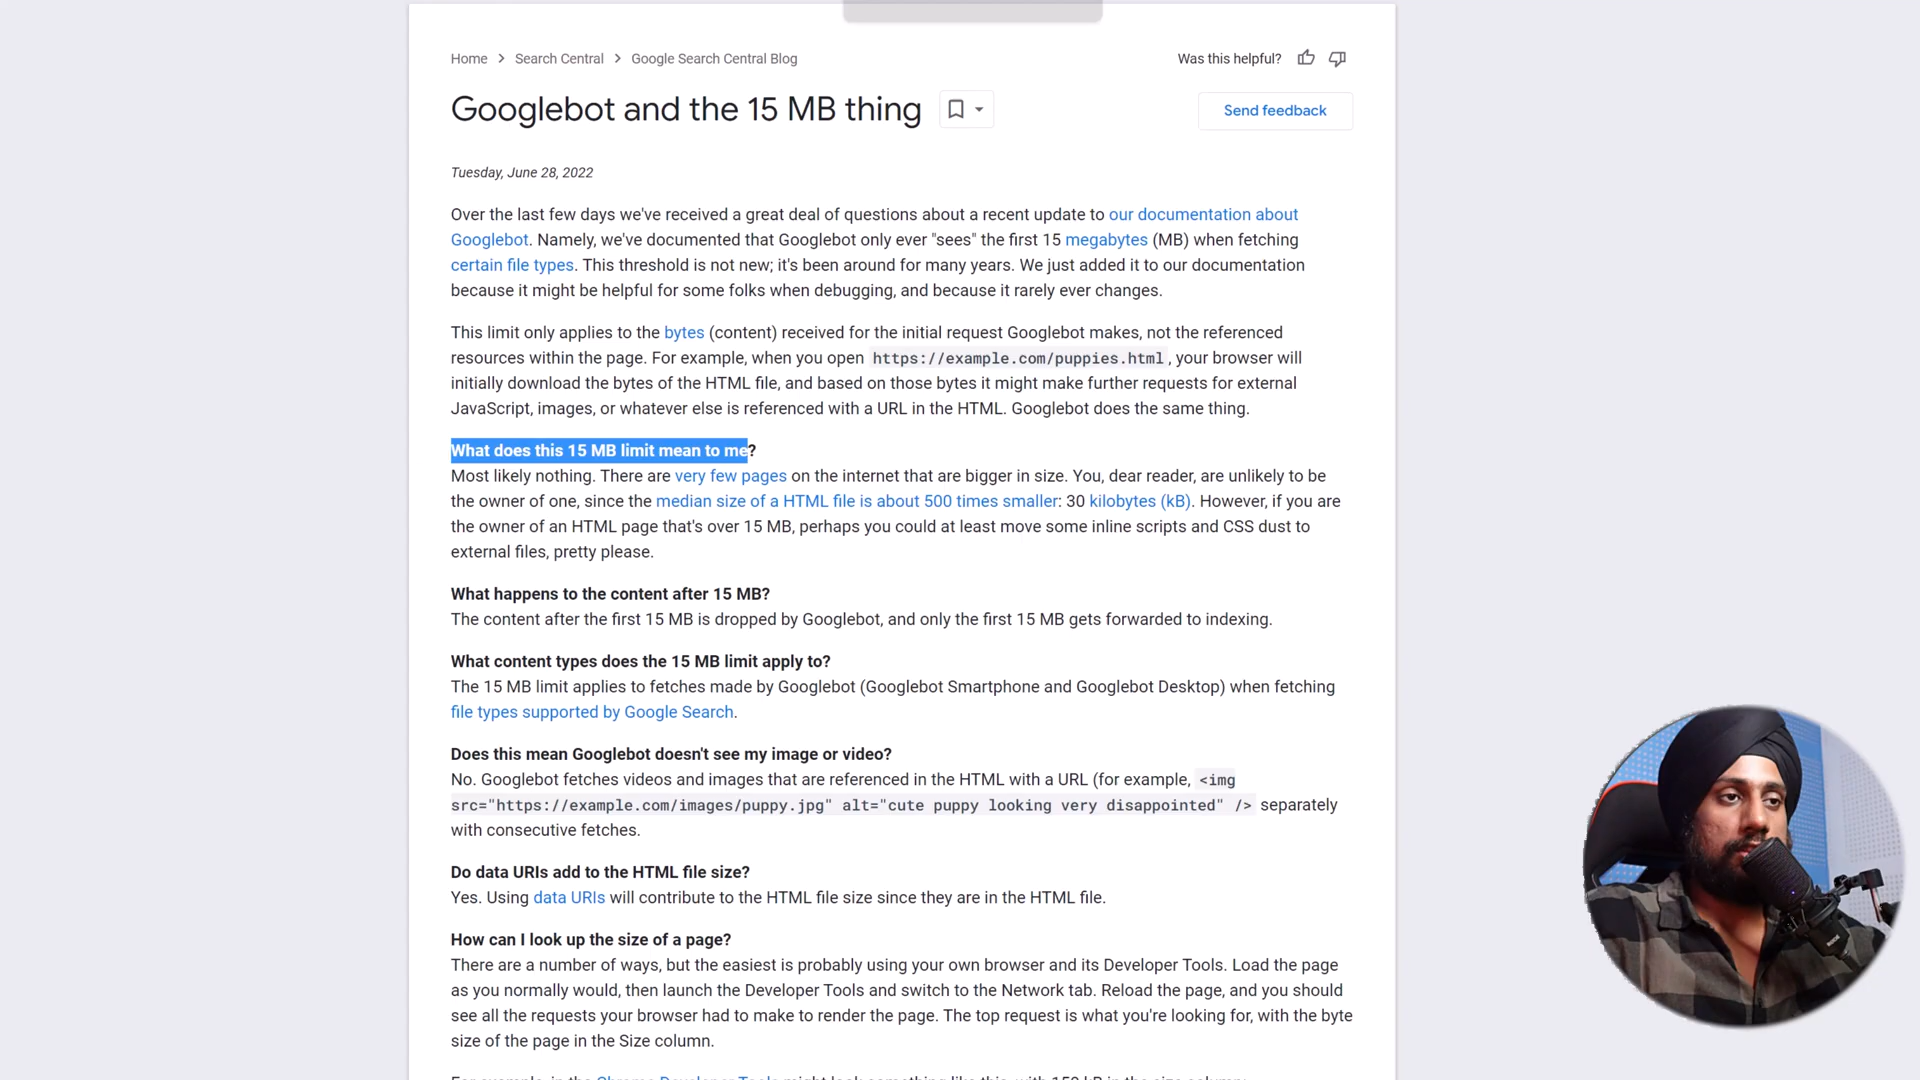 Home > Search Central > Google Search Central Blog
Was this helpful?
Googlebot and the 15 MB thing
Send feedback
Tuesday, June 28, 2022
Over the last few days we've received a great deal of questions about a recent update to our documentation about
Googlebot. Namely, we've documented that Googlebot only ever "sees" the first 15 megabytes (MB) when fetching
certain file types. This threshold is not new; it's been around for many years. We just added it to our documentation
because it might be helpful for some folks when debugging, and because it rarely ever changes.
This limit only applies to the bytes (content) received for the initial request Googlebot makes, not the referenced
resources within the page. For example, when you open https://example.com/puppies.html, your browser will
initially download the bytes of the HTML file, and based on those bytes it might make further requests for external
JavaScript, images, or whatever else is referenced with a URL in the HTML. Googlebot does the same thing.
What does this 15 MB limit mean to me?
Most likely nothing. There are very few pages on the internet that are bigger in size. You, dear reader, are unlikely to be
the owner of one, since the median size of a HTML file is about 500 times smaller: 30 kilobytes (kB). However, if you are
the owner of an HTML page that's over 15 MB, perhaps you could at least move some inline scripts and CSS dust to
external files, pretty please.
What happens to the content after 15 MB?
The content after the first 15 MB is dropped by Googlebot, and only the first 15 MB gets forwarded to indexing.
What content types does the 15 MB limit apply to?
The 15 MB limit applies to fetches made by Googlebot (Googlebot Smartphone and Googlebot Desktop) when fetching
file types supported by Google Search.
Does this mean Googlebot doesn't see my image or video?
No. Googlebot fetches videos and images that are referenced in the HTML with a URL (for example, <img
src="https://example.com/images/puppy.jpg" alt="cute puppy looking very disappointed" /> separately
with consecutive fetches.
Do data URIs add to the HTML file size?
Yes. Using data URIs will contribute to the HTML file size since they are in the HTML file.
How can I look up the size of a page?
There are a number of ways, but the easiest is probably using your own browser and its Developer Tools. Load the page
as you normally would, then launch the Developer Tools and switch to the Network tab. Reload the page, and you should
see all the requests your browser had to make to render the page. The top request is what you're looking for, with the byte
size of the page in the Size column.